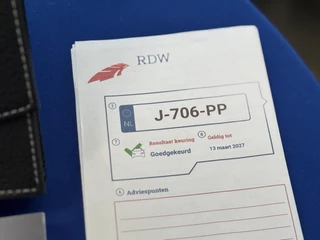 RDW
NL J-706-PP
Resultaat keuring
Goedgekeurd
Geldig tot
13 maart 2027
Adviespunten